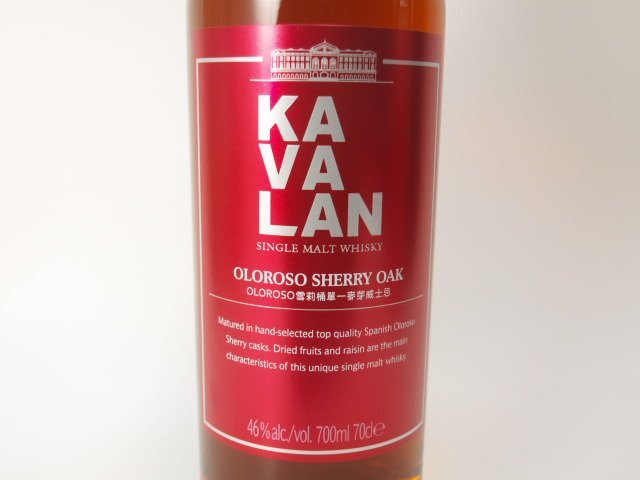 KA
VA
LAN
SINGLE MALT WHISKY
OLOROSO SHERRY OAK
OLOROSO雪莉桶單一麥芽威士忌
Matured in hand-selected top quality Spanish Oloroso
Sherry casks. Dried fruits and raisin are the main
characteristics of this unique single malt whisky.
46% alc./vol. 700ml 70cl℮